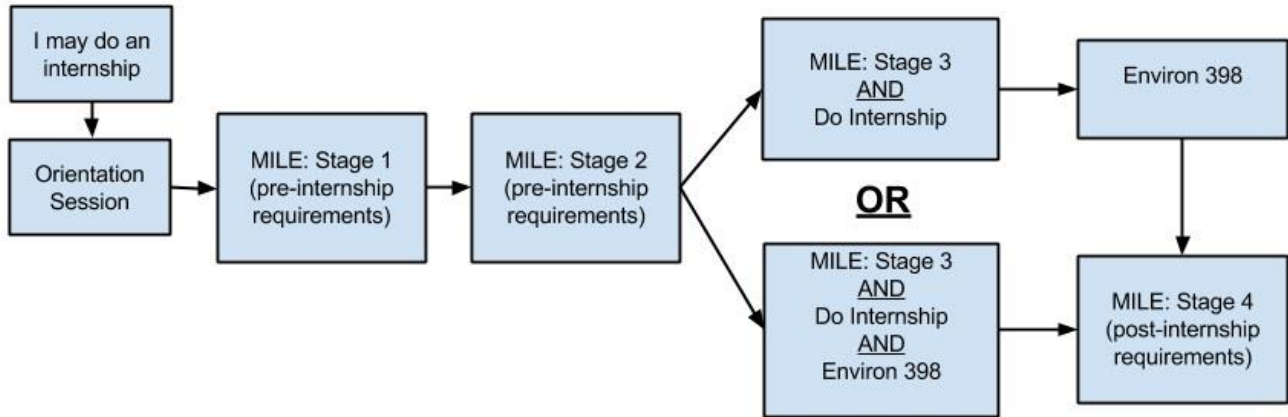 I may do an
internship
Orientation
Session
MILE: Stage 1
(pre-internship
requirements)
MILE: Stage 2
(pre-internship
requirements)
MILE: Stage 3
AND
Do Internship
OR
MILE: Stage 3
AND
Do Internship
AND
Environ 398
Environ 398
MILE: Stage 4
(post-internship
requirements)